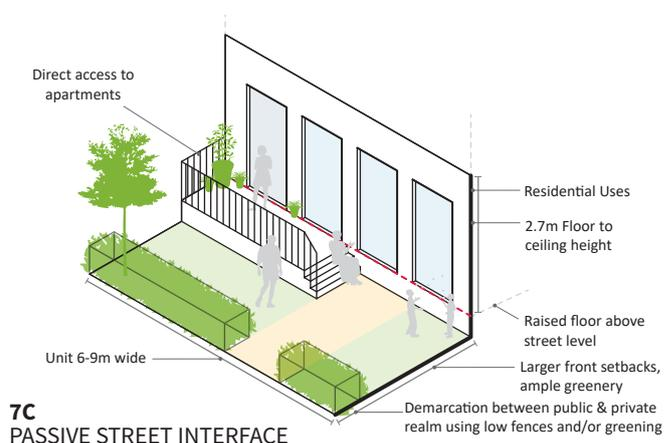 Direct access to
apartments
Residential Uses
2.7m Floor to
ceiling height
Raised floor above
street level
Unit 6-9m wide
Larger front setbacks,
ample greenery
Demarcation between public & private
realm using low fences and/or greening
7C
PASSIVE STREET INTERFACE